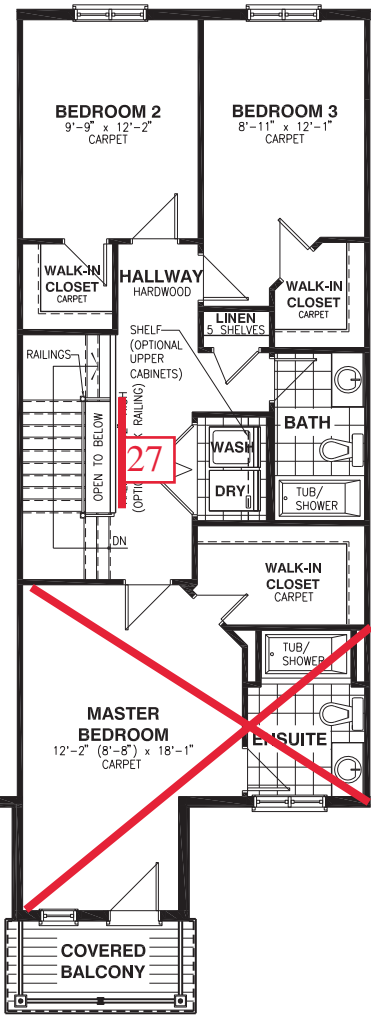 BEDROOM 2
9'-9" x 12'-2"
CARPET
BEDROOM 3
8'-11" x 12'-1"
CARPET
WALK-IN
CLOSET
CARPET
HALLWAY
HARDWOOD
WALK-IN
CLOSET
CARPET
LINEN
5 SHELVES
SHELF
(OPTIONAL
UPPER
CABINETS)
RAILINGS
OPEN TO BELOW
RAILING)
27
WASH
DRY
BATH
TUB/
SHOWER
DN
WALK-IN
CLOSET
CARPET
TUB/
SHOWER
MASTER
BEDROOM
12'-2" (8'-8") x 18'-1"
CARPET
ENSUITE
COVERED
BALCONY